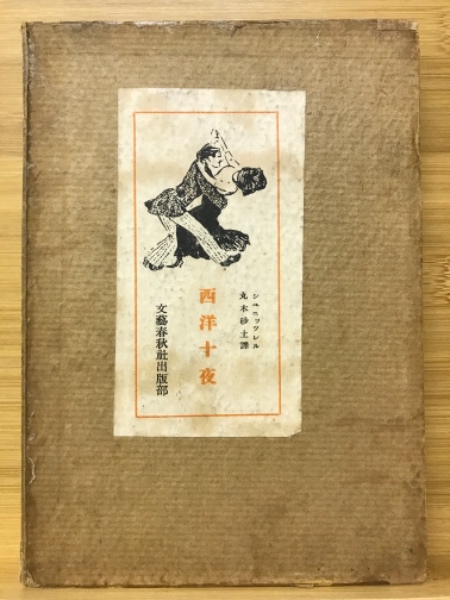 シユニッツレル
丸木砂土譯
西洋十夜
文藝春秋社出版部